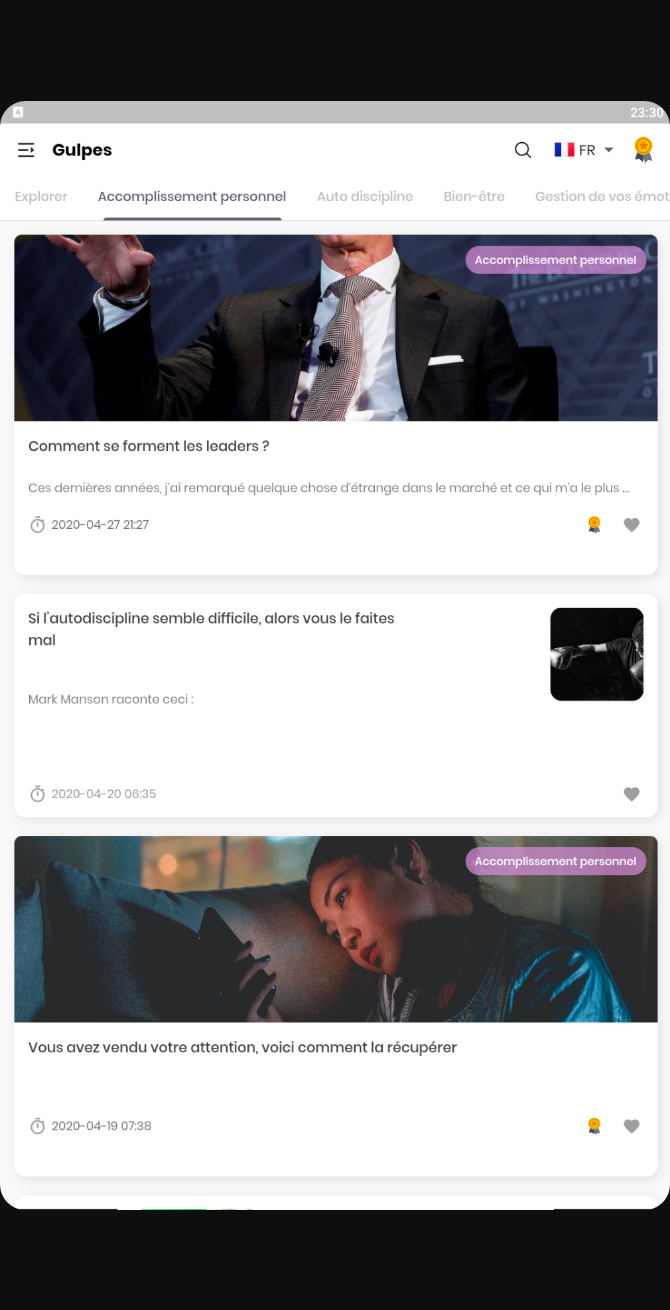 23:30
Gulpes
FR
Explorer
Accomplissement personnel
Auto discipline
Bien-être
Gestion de vos émot
Accomplissement personnel
Comment se forment les leaders ?
Ces dernières années, j'ai remarqué quelque chose d'étrange dans le marché et ce qui m'a le plus ...
2020-04-27 21:27
Si l'autodiscipline semble difficile, alors vous le faites
mal
Mark Manson raconte ceci :
2020-04-20 06:35
Accomplissement personnel
Vous avez vendu votre attention, voici comment la récupérer
2020-04-19 07:38